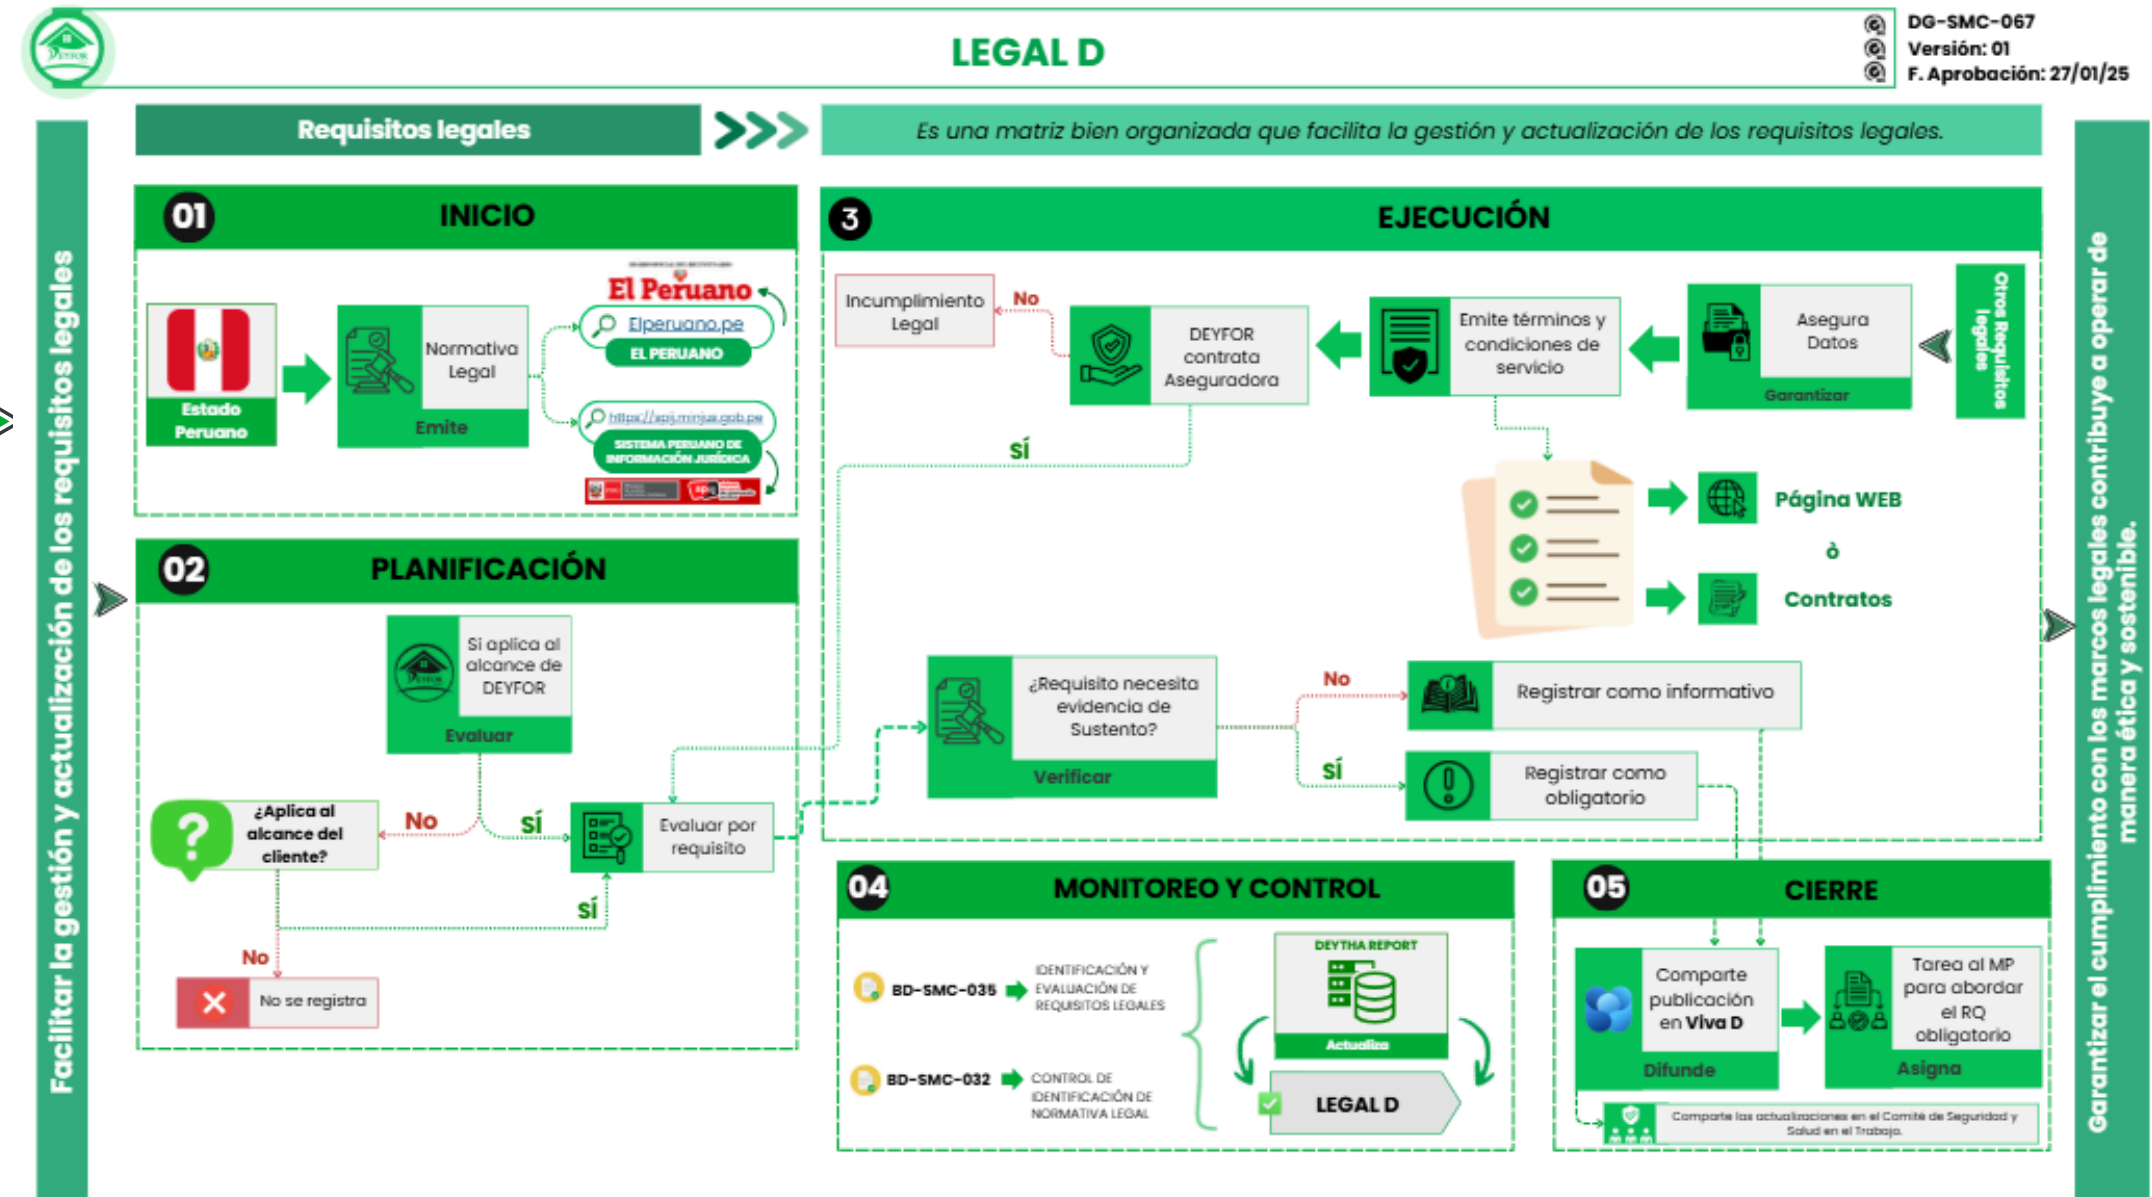 DEYFOR
LEGAL D
DG-SMC-067
Versión: 01
F. Aprobación: 27/01/25
Requisitos legales
Es una matriz bien organizada que facilita la gestión y actualización de los requisitos legales.
Facilitar la gestión y actualización de los requisitos legales
01
INICIO
Estado
Peruano
Normativa
Legal
Emite
El Peruano
Elperuano.pe
EL PERUANO
https://spij.minjus.gob.pe
SISTEMA PERUANO DE
INFORMACIÓN JURÍDICA
02
PLANIFICACIÓN
DEYFOR
Si aplica al
alcance de
DEYFOR
Evaluar
¿Aplica al
alcance del
cliente?
No
SÍ
Evaluar por
requisito
SÍ
No
No se registra
3
EJECUCIÓN
Incumplimiento
Legal
No
DEYFOR
contrata
Aseguradora
Emite términos y
condiciones de
servicio
Asegura
Datos
Garantizar
Otros Requisitos
legales
SÍ
Página WEB
ò
Contratos
¿Requisito necesita
evidencia de
Sustento?
Verificar
No
Registrar como informativo
SÍ
Registrar como
obligatorio
04
MONITOREO Y CONTROL
BD-SMC-035
IDENTIFICACIÓN Y
EVALUACIÓN DE
REQUISITOS LEGALES
BD-SMC-032
CONTROL DE
IDENTIFICACIÓN DE
NORMATIVA LEGAL
DEYTHA REPORT
Actualiza
LEGAL D
05
CIERRE
Comparte
publicación
en Viva D
Difunde
Tarea al MP
para abordar
el RQ
obligatorio
Asigna
Comparte las actualizaciones en el Comité de Seguridad y
Salud en el Trabajo.
Garantizar el cumplimiento con los marcos legales contribuye a operar de
manera ética y sostenible.